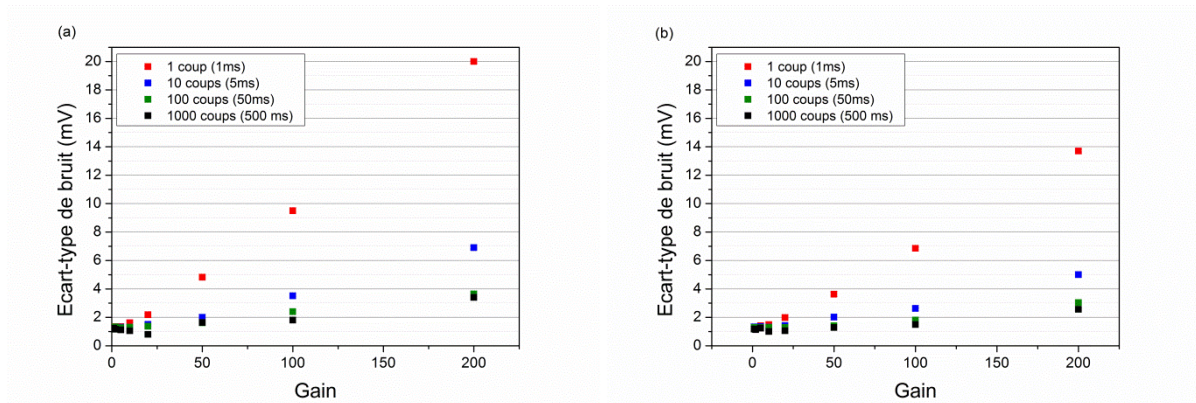 (a)
1 coup (1ms)
10 coups (5ms)
100 coups (50ms)
1000 coups (500 ms)
Ecart-type de bruit (mV)
20
18
16
14
12
10
8
6
4
2
0
0 50 100 150 200
Gain
(b)
1 coup (1ms)
10 coups (5ms)
100 coups (50ms)
1000 coups (500 ms)
Ecart-type de bruit (mV)
20
18
16
14
12
10
8
6
4
2
0
0 50 100 150 200
Gain